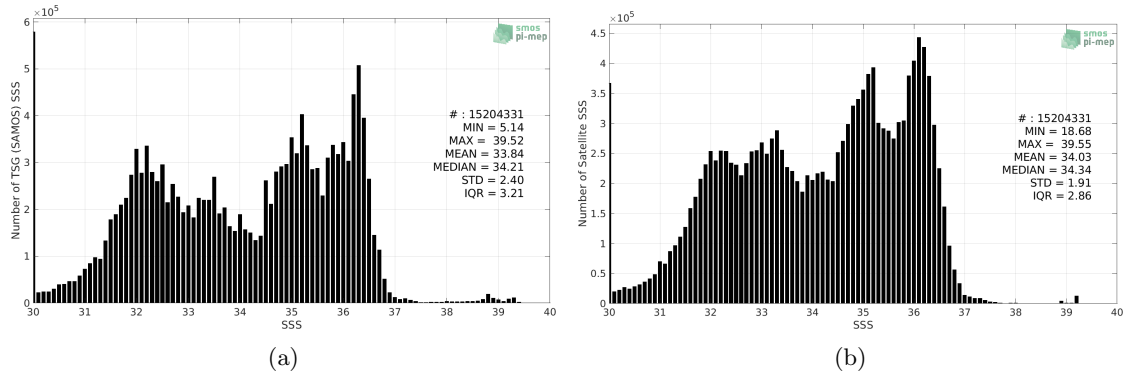 ×10^5
6
5
4
3
2
1
0
Number of TSG (SAMOS) SSS
smos
pi-mep
# : 15204331
MIN = 5.14
MAX = 39.52
MEAN = 33.84
MEDIAN = 34.21
STD = 2.40
IQR = 3.21
30 31 32 33 34 35 36 37 38 39 40
SSS
(a)
×10^5
4.5
4
3.5
3
2.5
2
1.5
1
0.5
0
Number of Satellite SSS
smos
pi-mep
# : 15204331
MIN = 18.68
MAX = 39.55
MEAN = 34.03
MEDIAN = 34.34
STD = 1.91
IQR = 2.86
30 31 32 33 34 35 36 37 38 39 40
SSS
(b)